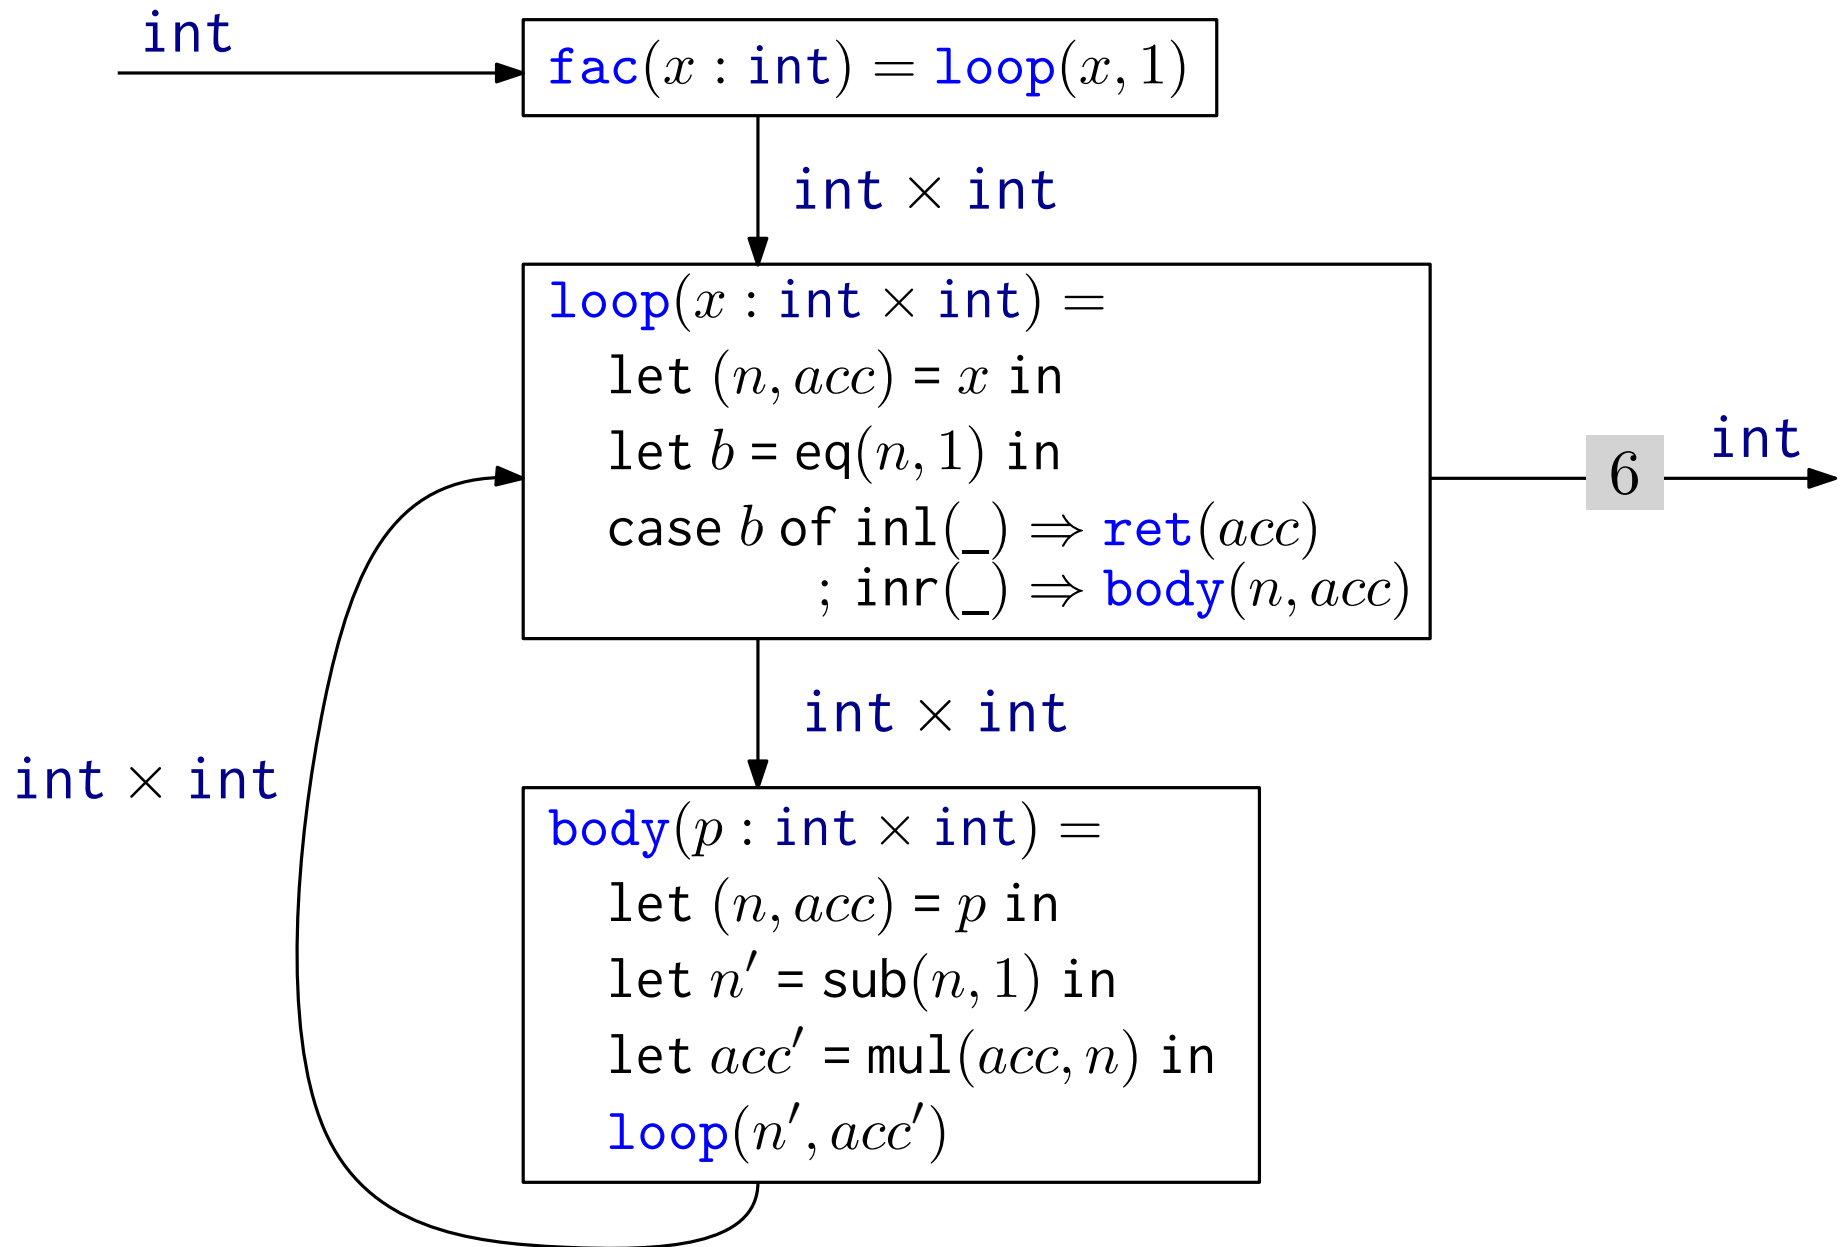 int
fac(x : int) = loop(x, 1)
int × int
loop(x : int × int) =
let (n, acc) = x in
let b = eq(n, 1) in
case b of inl(_) ⇒ ret(acc)
; inr(_) ⇒ body(n, acc)
6
int
int × int
int × int
body(p : int × int) =
let (n, acc) = p in
let n′ = sub(n, 1) in
let acc′ = mul(acc, n) in
loop(n′, acc′)